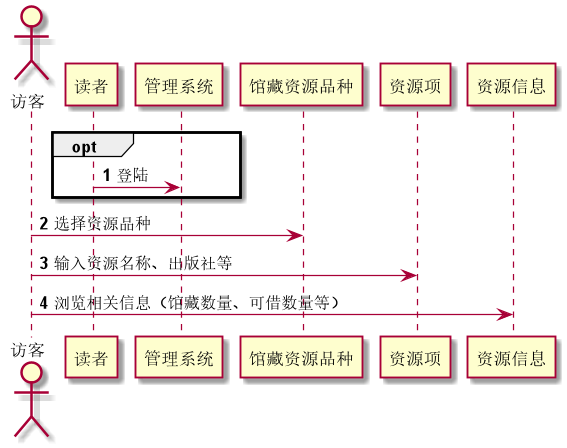 访客
读者
管理系统
馆藏资源品种
资源项
资源信息
opt
1 登陆
2 选择资源品种
3 输入资源名称、出版社等
4 浏览相关信息（馆藏数量、可借数量等）
访客
读者
管理系统
馆藏资源品种
资源项
资源信息